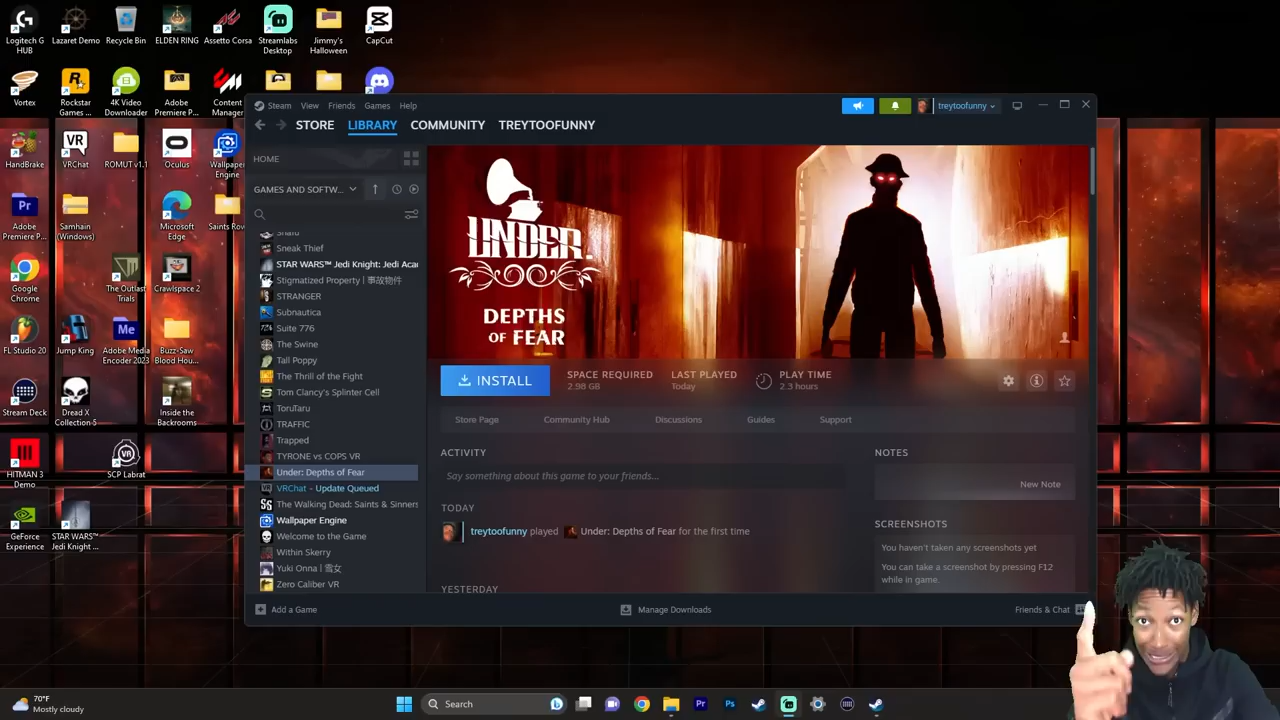 Logitech G
HUB
Lazaret Demo
Recycle Bin
ELDEN RING
Assetto Corsa
Streamlabs
Desktop
Jimmy's
Halloween
CapCut
Vortex
Rockstar
Games ...
4K Video
Downloader
Adobe
Premiere P...
Content
Manager
HandBrake
VRChat
ROMUT v1.1
Oculus
Wallpaper
Engine
Adobe
Premiere P...
Samhain
(Windows)
Microsoft
Edge
Saints Row
Google
Chrome
The Outlast
Trials
Crawlspace 2
FL Studio 20
Jump King
Adobe Media
Encoder 2023
Buzz-Saw
Blood Hou...
Stream Deck
Dread X
Collection 5
Inside the
Backrooms
HITMAN 3
Demo
SCP Labrat
GeForce
Experience
STAR WARS™
Jedi Knight ...
Steam View Friends Games Help
treytoofunny
STORE LIBRARY COMMUNITY TREYTOOFUNNY
HOME
GAMES AND SOFTW...
Sneak Thief
STAR WARS™ Jedi Knight: Jedi Aca
Stigmatized Property | 事故物件
STRANGER
Subnautica
Suite 776
The Swine
Tall Poppy
The Thrill of the Fight
Tom Clancy's Splinter Cell
ToruTaru
TRAFFIC
Trapped
TYRONE vs COPS VR
Under: Depths of Fear
VRChat - Update Queued
The Walking Dead: Saints & Sinners
Wallpaper Engine
Welcome to the Game
Within Skerry
Yuki Onna | 雪女
Zero Caliber VR
UNDER.
DEPTHS
OF FEAR
INSTALL
SPACE REQUIRED
2.98 GB
LAST PLAYED
Today
PLAY TIME
2.3 hours
Store Page Community Hub Discussions Guides Support
ACTIVITY
Say something about this game to your friends...
TODAY
treytoofunny played Under: Depths of Fear for the first time
YESTERDAY
NOTES
New Note
SCREENSHOTS
You haven't taken any screenshots yet
You can take a screenshot by pressing F12
while in game.
Add a Game
Manage Downloads
Friends & Chat
70°F
Mostly cloudy
Search